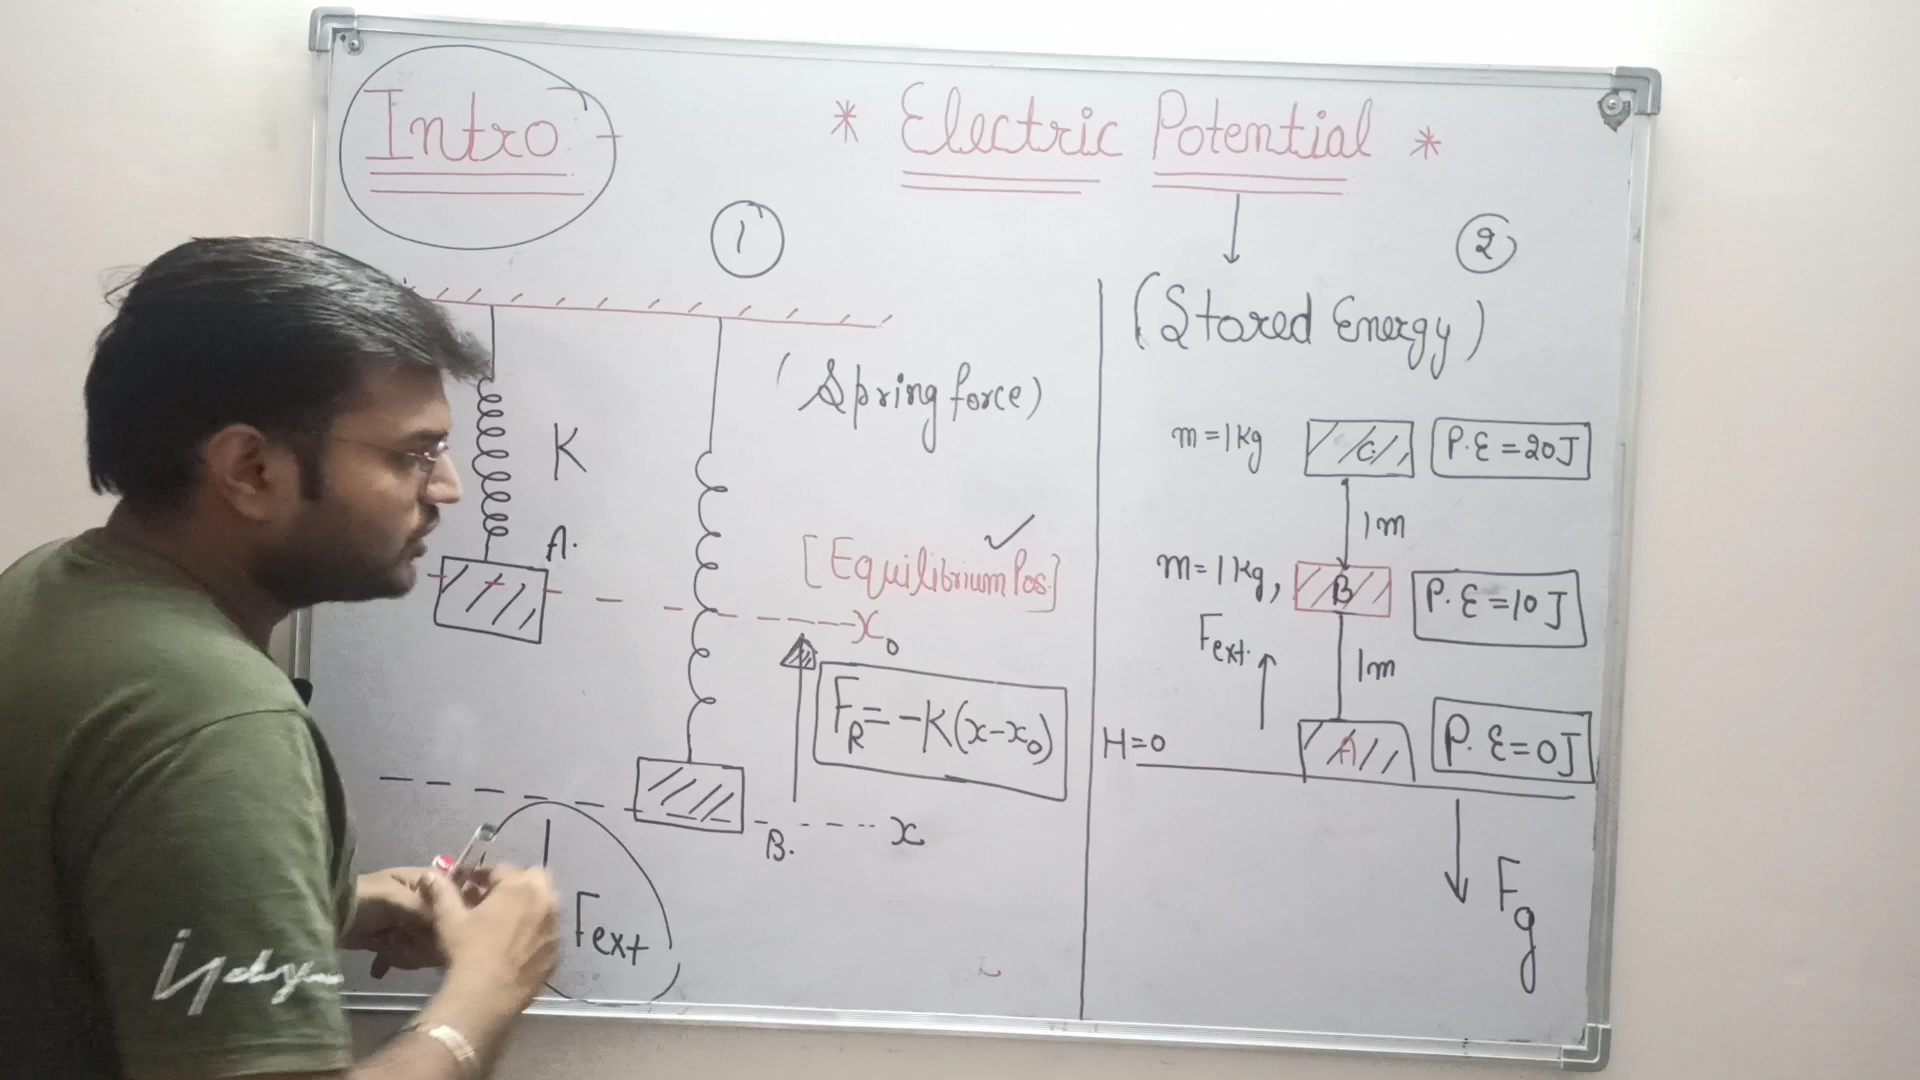 Intro
* Electric Potential *
1
2
(Stored Energy)
(Spring force)
K
A.
[Equilibrium Pos.]
x₀
F_R = -K(x-x₀)
B.
x
Fext
m=1kg
C
P.E=20J
1m
m=1kg,
B
P.E=10J
Fext.
1m
H=0
A
P.E=0J
Fg